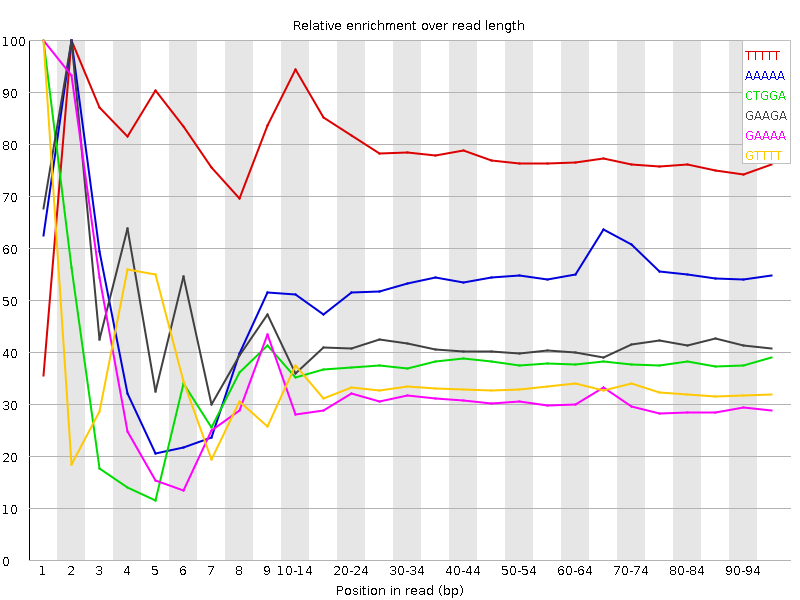 Relative enrichment over read length
100
90
80
70
60
50
40
30
20
10
0
TTTTT
AAAAA
CTGGA
GAAGA
GAAAA
GTTTT
1 2 3 4 5 6 7 8 9 10-14 20-24 30-34 40-44 50-54 60-64 70-74 80-84 90-94
Position in read (bp)